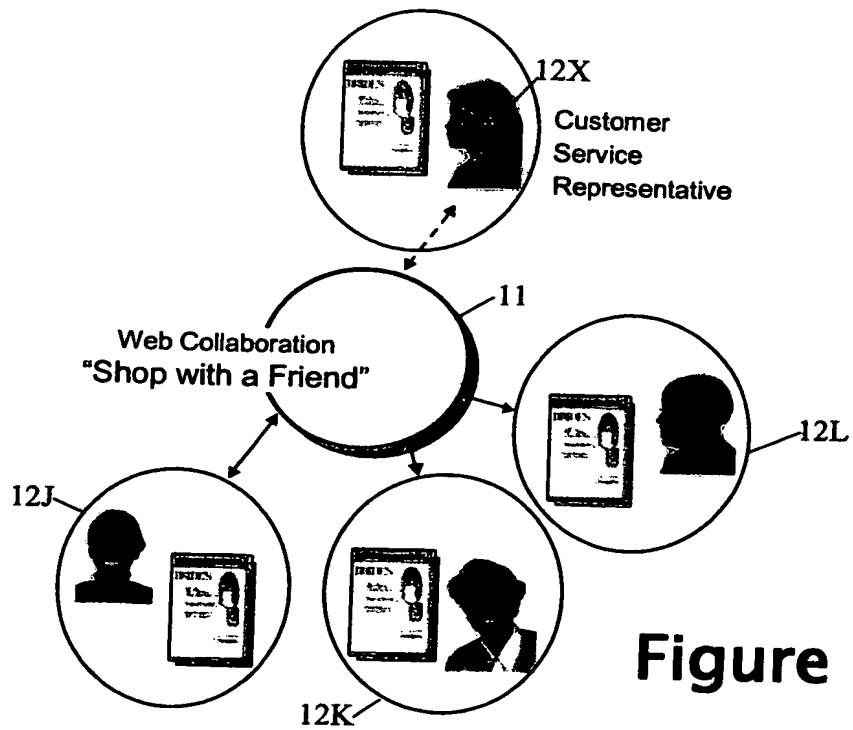 12X
Customer
Service
Representative
11
Web Collaboration
"Shop with a Friend"
12L
12J
12K
Figure